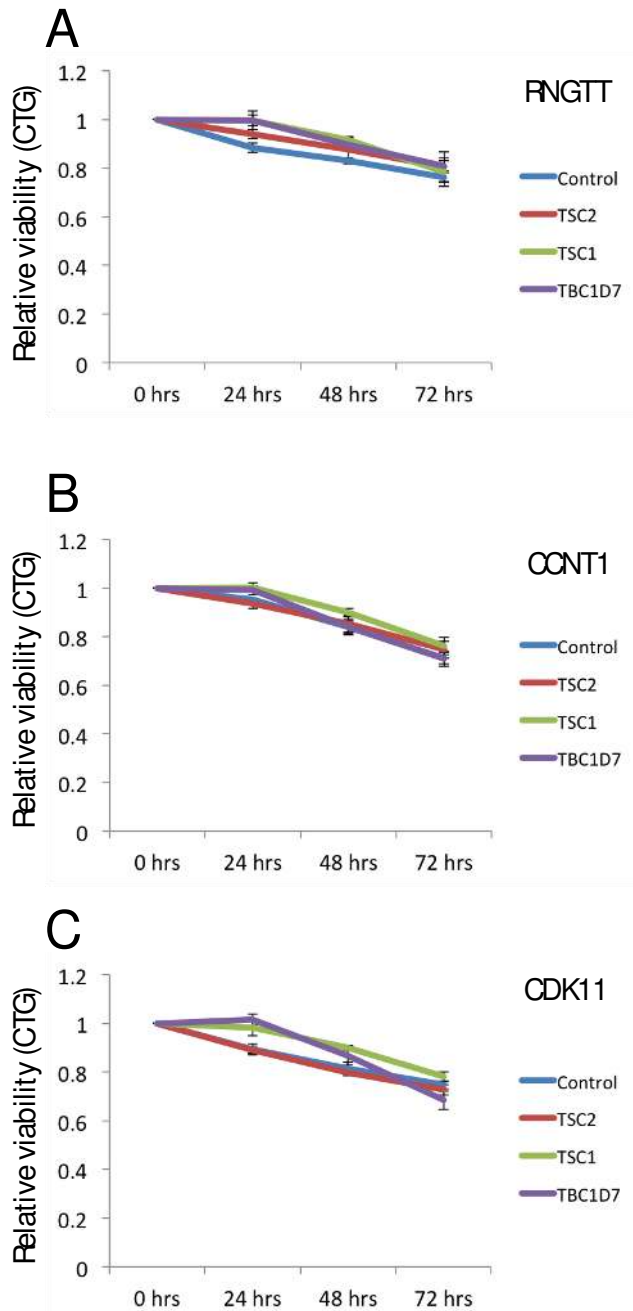 A
RNGTT
Relative viability (CTG)
1.2
1
0.8
0.6
0.4
0.2
0
0 hrs 24 hrs 48 hrs 72 hrs
Control
TSC2
TSC1
TBC1D7
B
CCNT1
Relative viability (CTG)
1.2
1
0.8
0.6
0.4
0.2
0
0 hrs 24 hrs 48 hrs 72 hrs
Control
TSC2
TSC1
TBC1D7
C
CDK11
Relative viability (CTG)
1.2
1
0.8
0.6
0.4
0.2
0
0 hrs 24 hrs 48 hrs 72 hrs
Control
TSC2
TSC1
TBC1D7